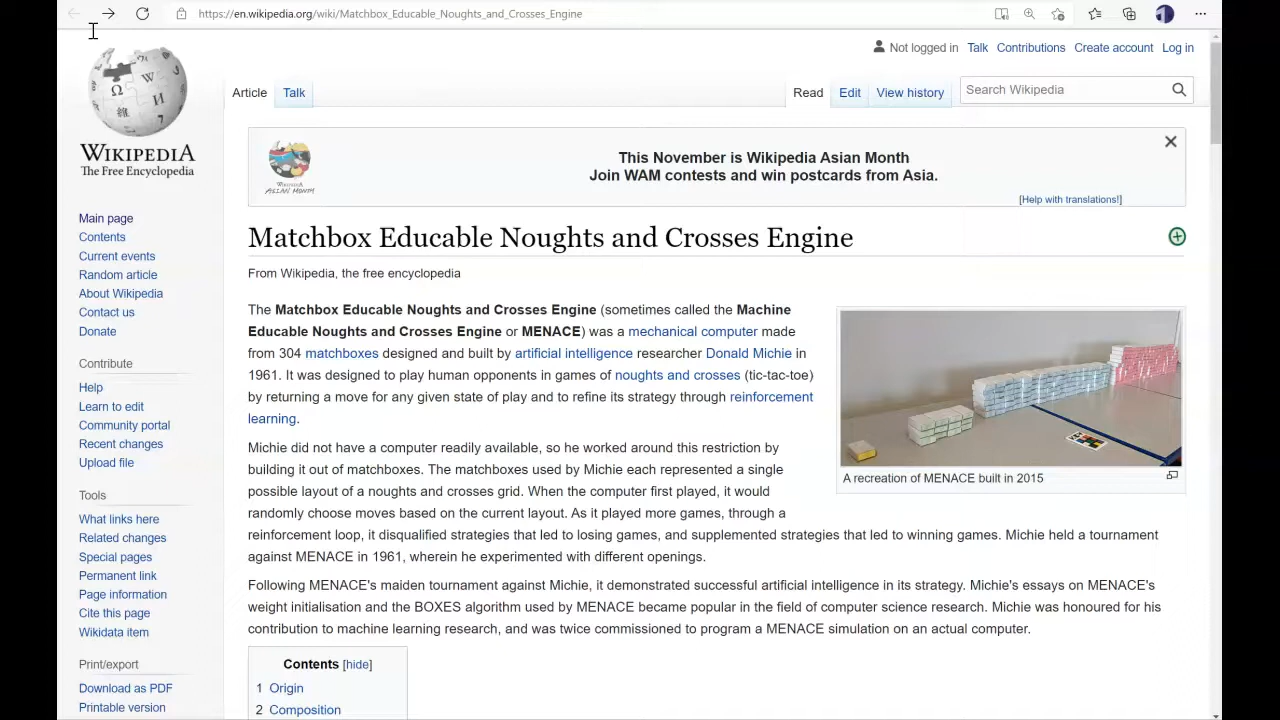 https://en.wikipedia.org/wiki/Matchbox_Educable_Noughts_and_Crosses_Engine
Not logged in Talk Contributions Create account Log in
Article Talk Read Edit View history Search Wikipedia
WIKIPEDIA
The Free Encyclopedia
Main page
Contents
Current events
Random article
About Wikipedia
Contact us
Donate
Contribute
Help
Learn to edit
Community portal
Recent changes
Upload file
Tools
What links here
Related changes
Special pages
Permanent link
Page information
Cite this page
Wikidata item
Print/export
Download as PDF
Printable version
WIKIPEDIA
ASIAN MONTH
This November is Wikipedia Asian Month
Join WAM contests and win postcards from Asia.
[Help with translations!]
Matchbox Educable Noughts and Crosses Engine
From Wikipedia, the free encyclopedia
The Matchbox Educable Noughts and Crosses Engine (sometimes called the Machine
Educable Noughts and Crosses Engine or MENACE) was a mechanical computer made
from 304 matchboxes designed and built by artificial intelligence researcher Donald Michie in
1961. It was designed to play human opponents in games of noughts and crosses (tic-tac-toe)
by returning a move for any given state of play and to refine its strategy through reinforcement
learning.
A recreation of MENACE built in 2015
Michie did not have a computer readily available, so he worked around this restriction by
building it out of matchboxes. The matchboxes used by Michie each represented a single
possible layout of a noughts and crosses grid. When the computer first played, it would
randomly choose moves based on the current layout. As it played more games, through a
reinforcement loop, it disqualified strategies that led to losing games, and supplemented strategies that led to winning games. Michie held a tournament
against MENACE in 1961, wherein he experimented with different openings.
Following MENACE's maiden tournament against Michie, it demonstrated successful artificial intelligence in its strategy. Michie's essays on MENACE's
weight initialisation and the BOXES algorithm used by MENACE became popular in the field of computer science research. Michie was honoured for his
contribution to machine learning research, and was twice commissioned to program a MENACE simulation on an actual computer.
Contents [hide]
1 Origin
2 Composition